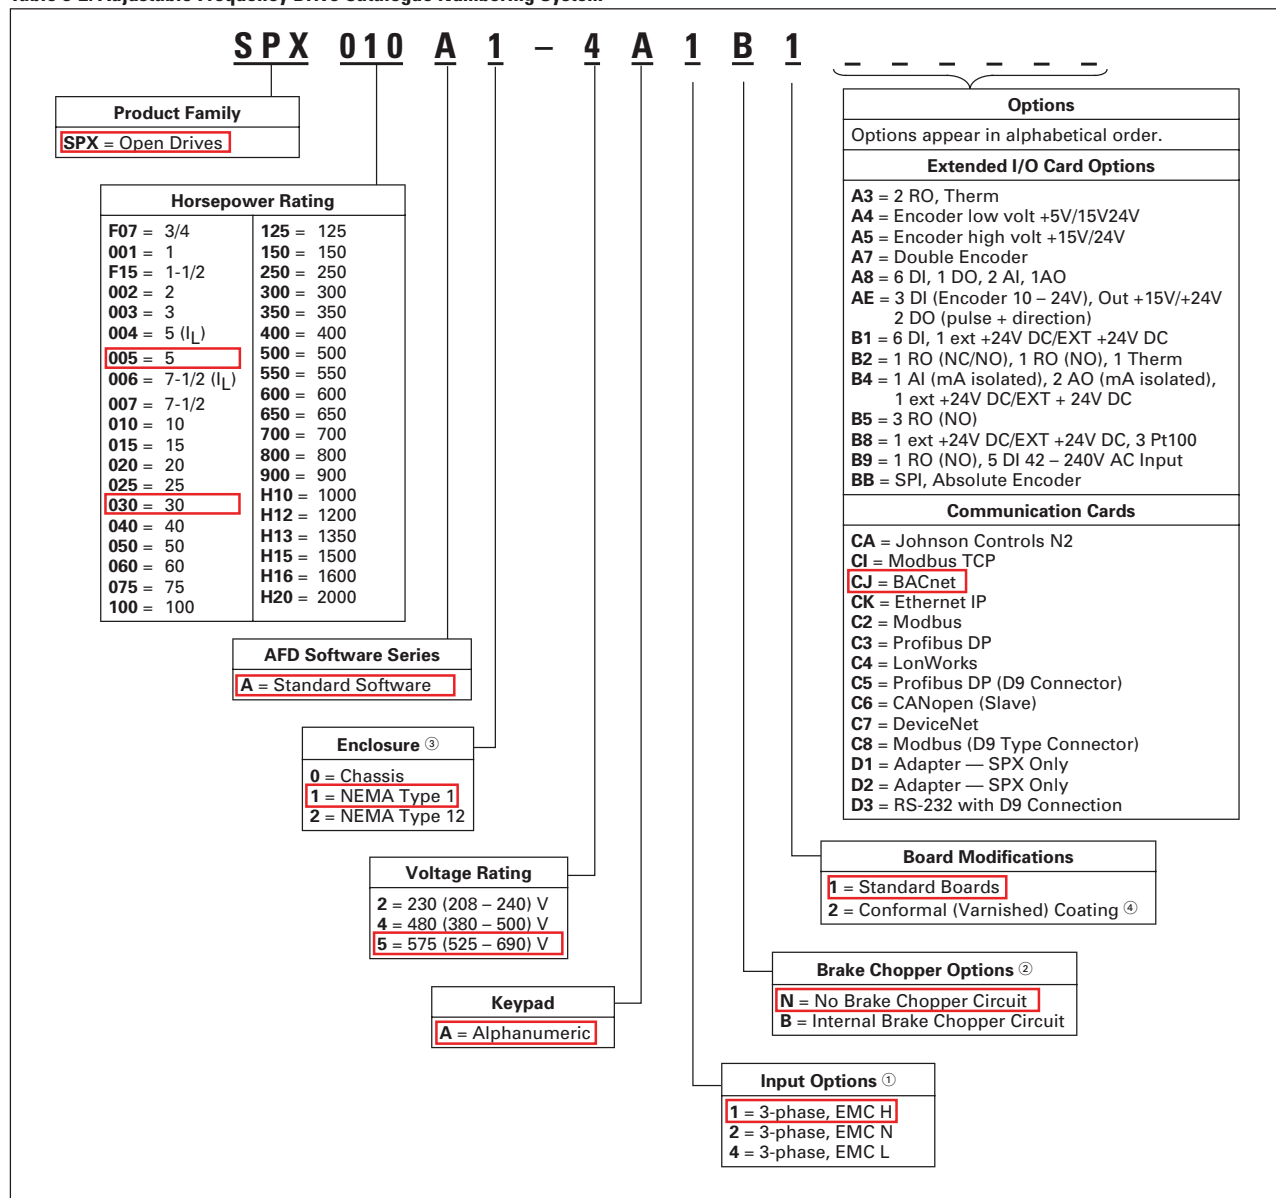 Table 3-2. Adjustable Frequency Drive Catalogue Numbering System
SPX 010 A 1 – 4 A 1 B 1 _ _ _ _ _ _
Product Family
SPX = Open Drives
Horsepower Rating
F07 = 3/4
001 = 1
F15 = 1-1/2
002 = 2
003 = 3
004 = 5 (IL)
005 = 5
006 = 7-1/2 (IL)
007 = 7-1/2
010 = 10
015 = 15
020 = 20
025 = 25
030 = 30
040 = 40
050 = 50
060 = 60
075 = 75
100 = 100
125 = 125
150 = 150
250 = 250
300 = 300
350 = 350
400 = 400
500 = 500
550 = 550
600 = 600
650 = 650
700 = 700
800 = 800
900 = 900
H10 = 1000
H12 = 1200
H13 = 1350
H15 = 1500
H16 = 1600
H20 = 2000
AFD Software Series
A = Standard Software
Enclosure ③
0 = Chassis
1 = NEMA Type 1
2 = NEMA Type 12
Voltage Rating
2 = 230 (208 – 240) V
4 = 480 (380 – 500) V
5 = 575 (525 – 690) V
Keypad
A = Alphanumeric
Options
Options appear in alphabetical order.
Extended I/O Card Options
A3 = 2 RO, Therm
A4 = Encoder low volt +5V/15V24V
A5 = Encoder high volt +15V/24V
A7 = Double Encoder
A8 = 6 DI, 1 DO, 2 AI, 1AO
AE = 3 DI (Encoder 10 – 24V), Out +15V/+24V
2 DO (pulse + direction)
B1 = 6 DI, 1 ext +24V DC/EXT +24V DC
B2 = 1 RO (NC/NO), 1 RO (NO), 1 Therm
B4 = 1 AI (mA isolated), 2 AO (mA isolated),
1 ext +24V DC/EXT + 24V DC
B5 = 3 RO (NO)
B8 = 1 ext +24V DC/EXT +24V DC, 3 Pt100
B9 = 1 RO (NO), 5 DI 42 – 240V AC Input
BB = SPI, Absolute Encoder
Communication Cards
CA = Johnson Controls N2
CI = Modbus TCP
CJ = BACnet
CK = Ethernet IP
C2 = Modbus
C3 = Profibus DP
C4 = LonWorks
C5 = Profibus DP (D9 Connector)
C6 = CANopen (Slave)
C7 = DeviceNet
C8 = Modbus (D9 Type Connector)
D1 = Adapter — SPX Only
D2 = Adapter — SPX Only
D3 = RS-232 with D9 Connection
Board Modifications
1 = Standard Boards
2 = Conformal (Varnished) Coating ④
Brake Chopper Options ②
N = No Brake Chopper Circuit
B = Internal Brake Chopper Circuit
Input Options ①
1 = 3-phase, EMC H
2 = 3-phase, EMC N
4 = 3-phase, EMC L